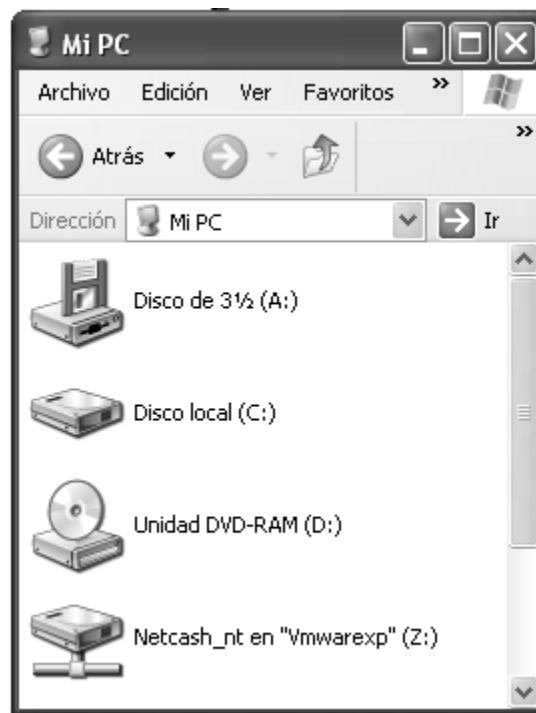 Mi PC
Archivo Edición Ver Favoritos »
Atrás »
Dirección Mi PC Ir
Disco de 3½ (A:)
Disco local (C:)
Unidad DVD-RAM (D:)
Netcash_nt en "Vmwarexp" (Z:)